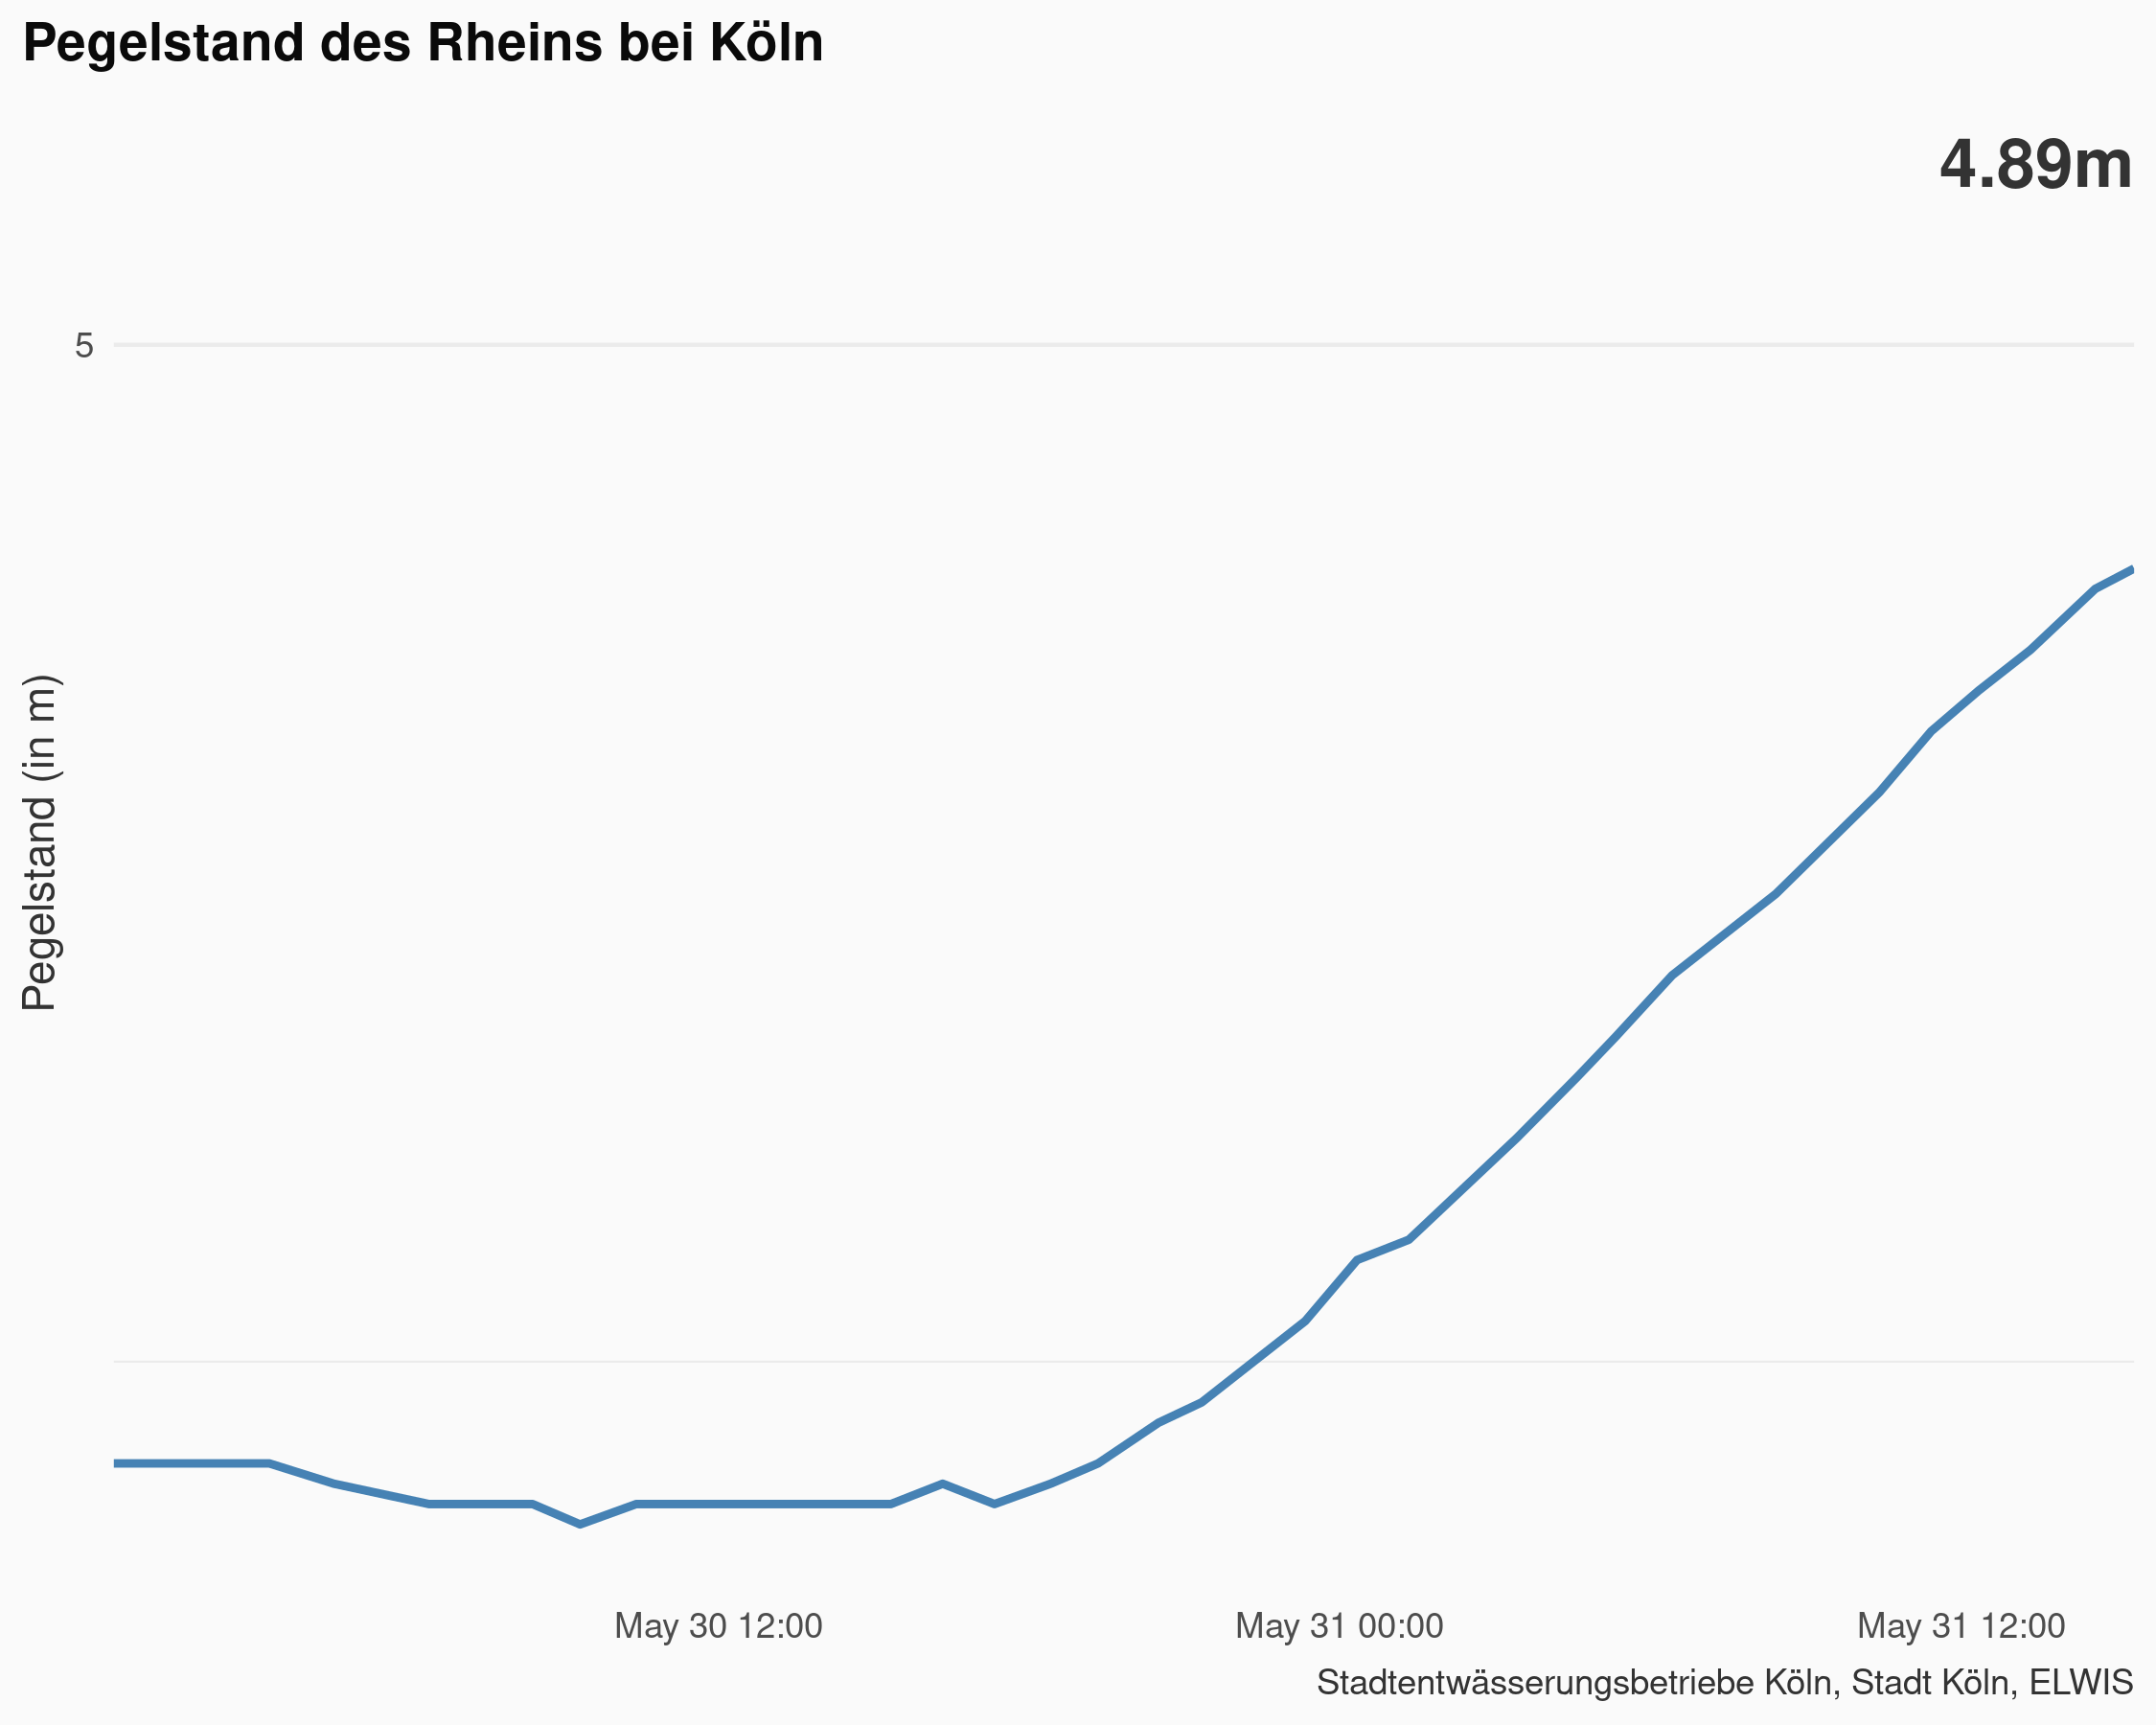 Pegelstand des Rheins bei Köln
4.89m
5
Pegelstand (in m)
May 30 12:00
May 31 00:00
May 31 12:00
Stadtentwässerungsbetriebe Köln, Stadt Köln, ELWIS